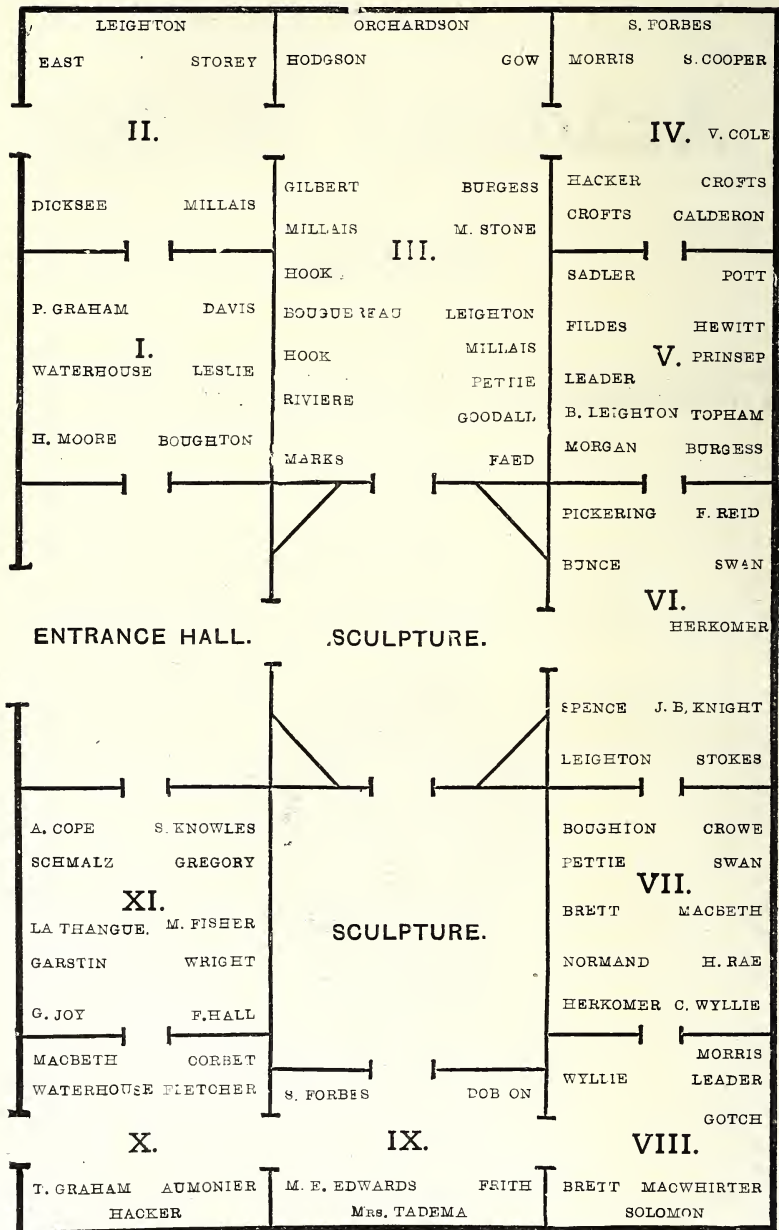 LEIGHTON
EAST STOREY
II.
DICKSEE MILLAIS
ORCHARDSON
HODGSON GOW
GILBERT BURGESS
MILLAIS M. STONE
III.
HOOK
BOUGUEREAU LEIGHTON
HOOK MILLAIS
PETTIE
RIVIERE
GOODALL
MARKS FAED
S. FORBES
MORRIS S. COOPER
IV. V. COLE
HACKER CROFTS
CROFTS CALDERON
P. GRAHAM DAVIS
I.
WATERHOUSE LESLIE
H. MOORE BOUGHTON
SADLER POTT
FILDES HEWITT
V. PRINSEP
LEADER
B. LEIGHTON TOPHAM
MORGAN BURGESS
ENTRANCE HALL. SCULPTURE.
PICKERING F. REID
BUNCE SWAN
VI.
HERKOMER
SPENCE J. B. KNIGHT
LEIGHTON STOKES
A. COPE S. KNOWLES
SCHMALZ GREGORY
XI.
LA THANGUE. M. FISHER
GARSTIN WRIGHT
G. JOY F. HALL
SCULPTURE.
BOUGHTON CROWE
PETTIE SWAN
VII.
BRETT MACBETH
NORMAND H. RAE
HERKOMER C. WYLLIE
MACBETH CORBET
WATERHOUSE FLETCHER
X.
T. GRAHAM AUMONIER
HACKER
S. FORBES DOB ON
IX.
M. E. EDWARDS FRITH
MRS. TADEMA
MORRIS
WYLLIE LEADER
GOTCH
VIII.
BRETT MACWHIRTER
SOLOMON